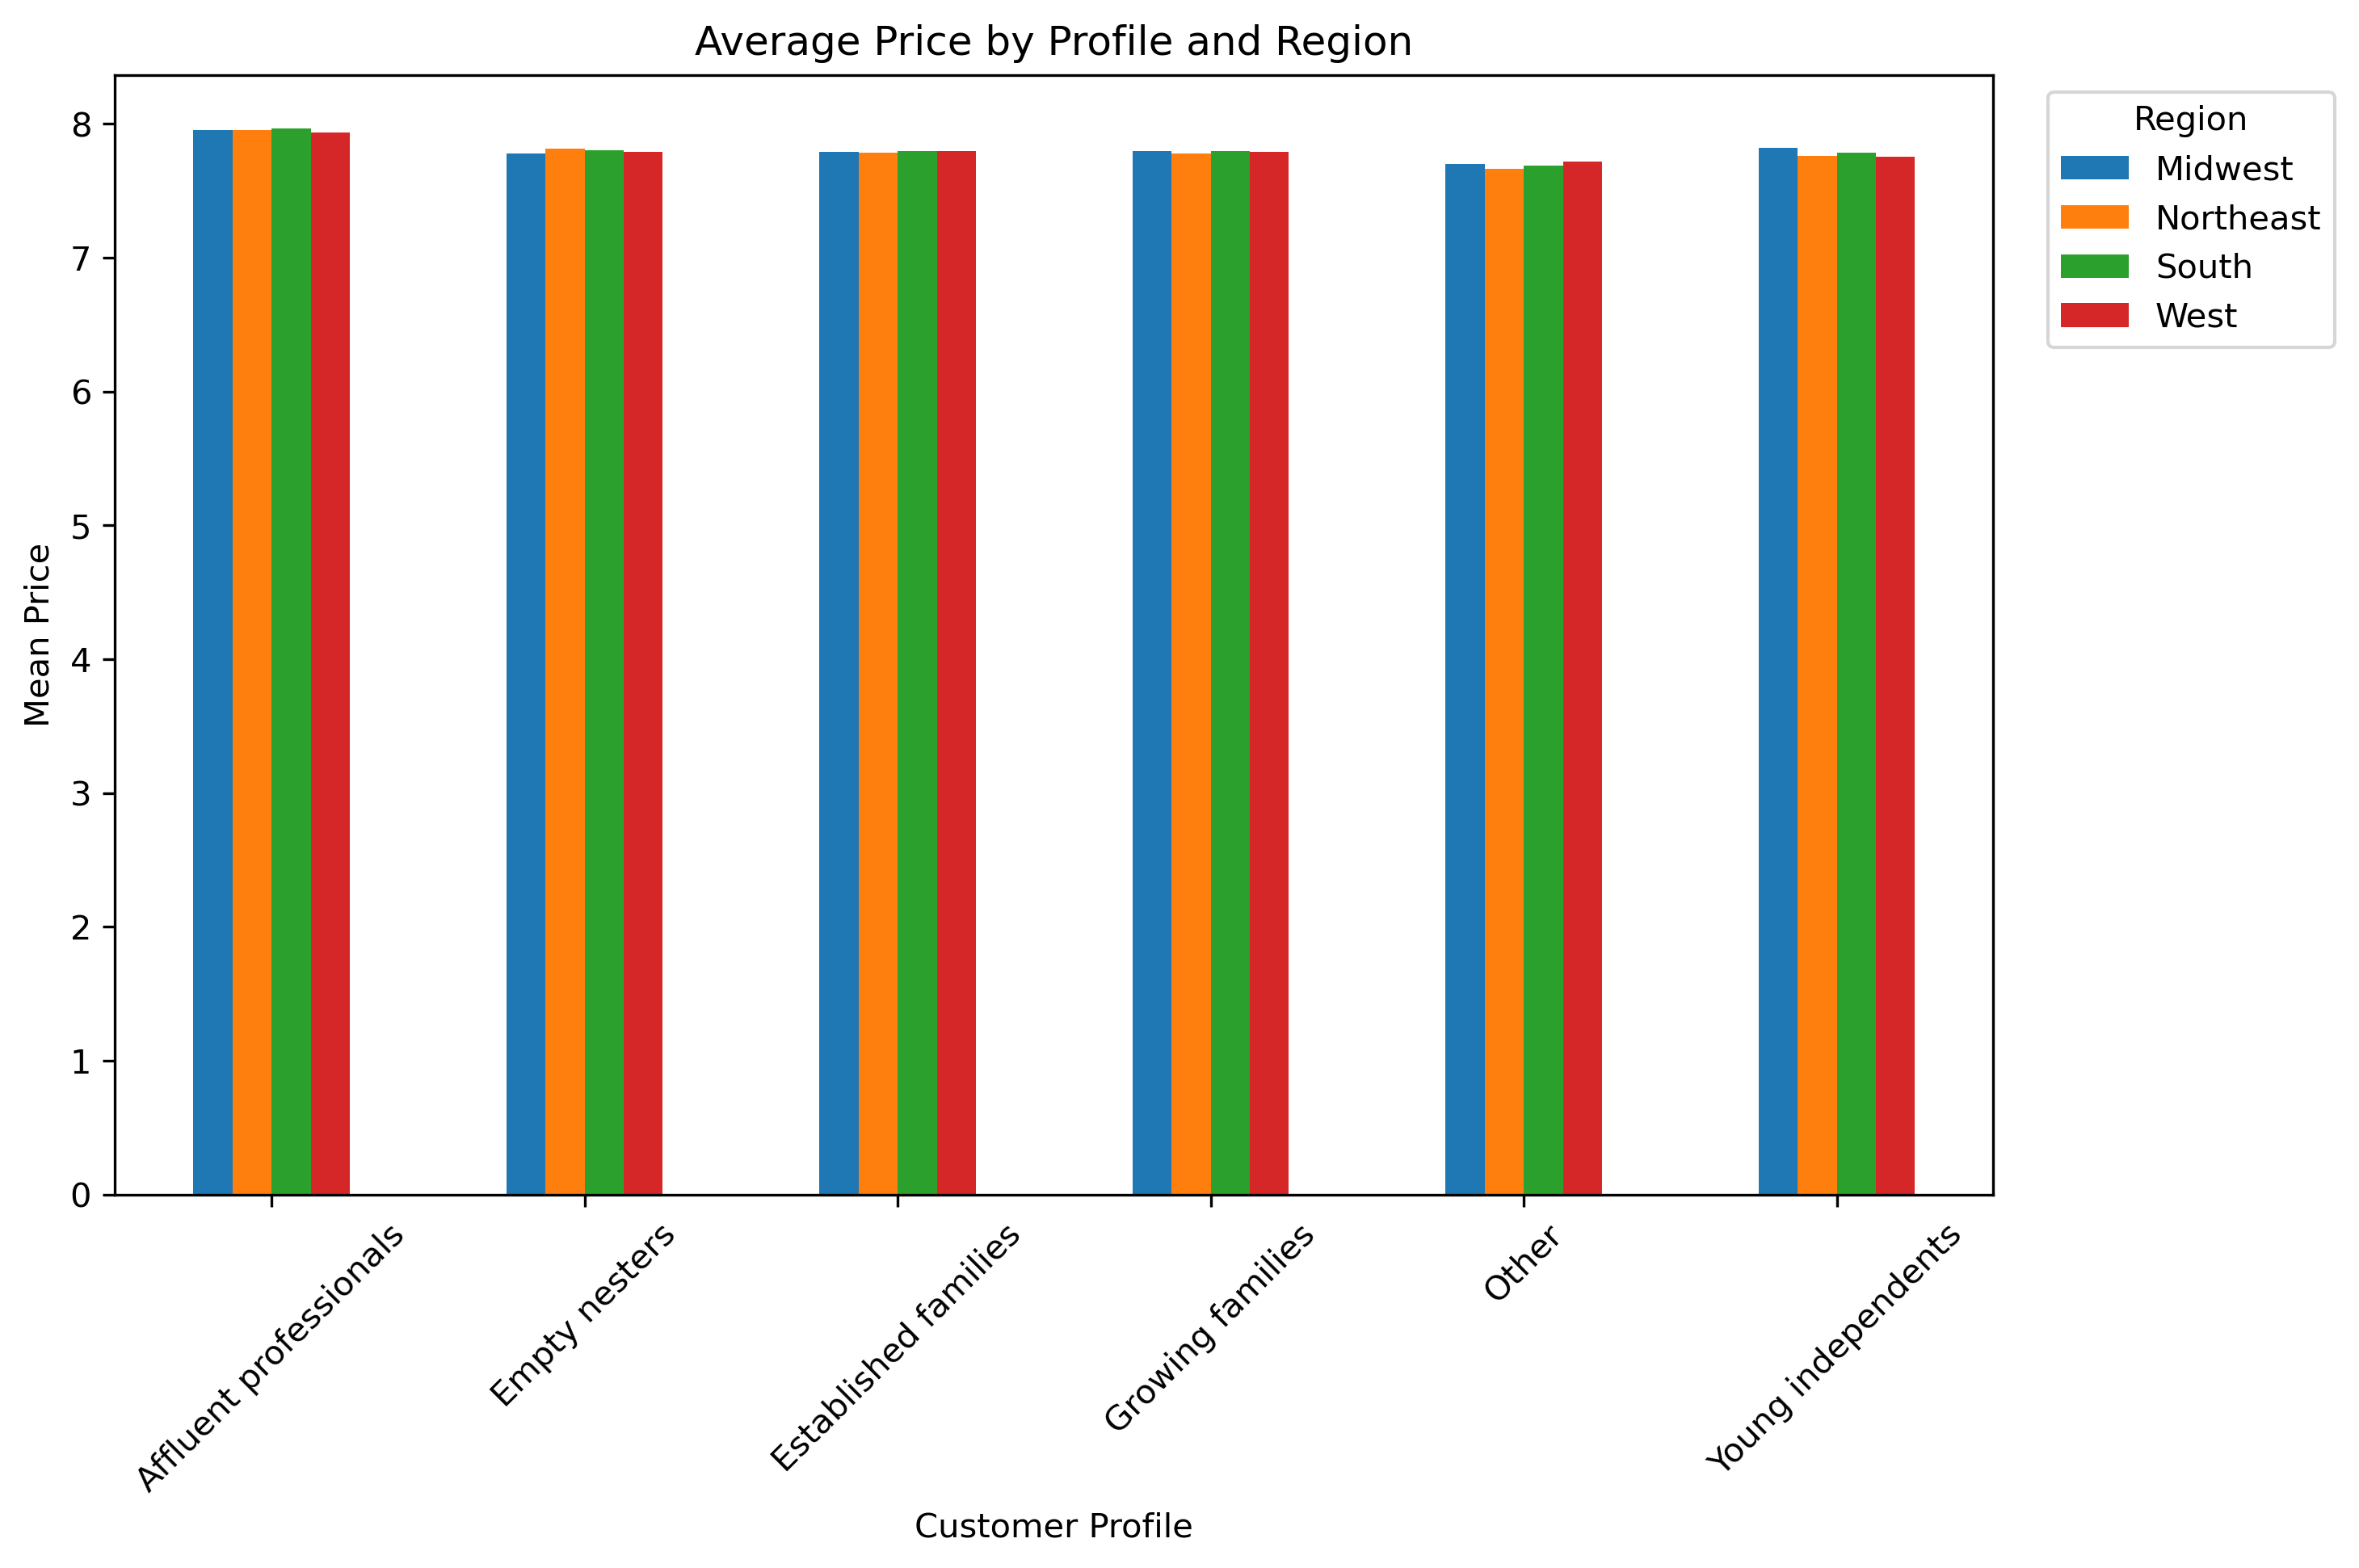 Average Price by Profile and Region
Region
Midwest
Northeast
South
West
Mean Price
8
7
6
5
4
3
2
1
0
Affluent professionals
Empty nesters
Established families
Growing families
Other
Young independents
Customer Profile